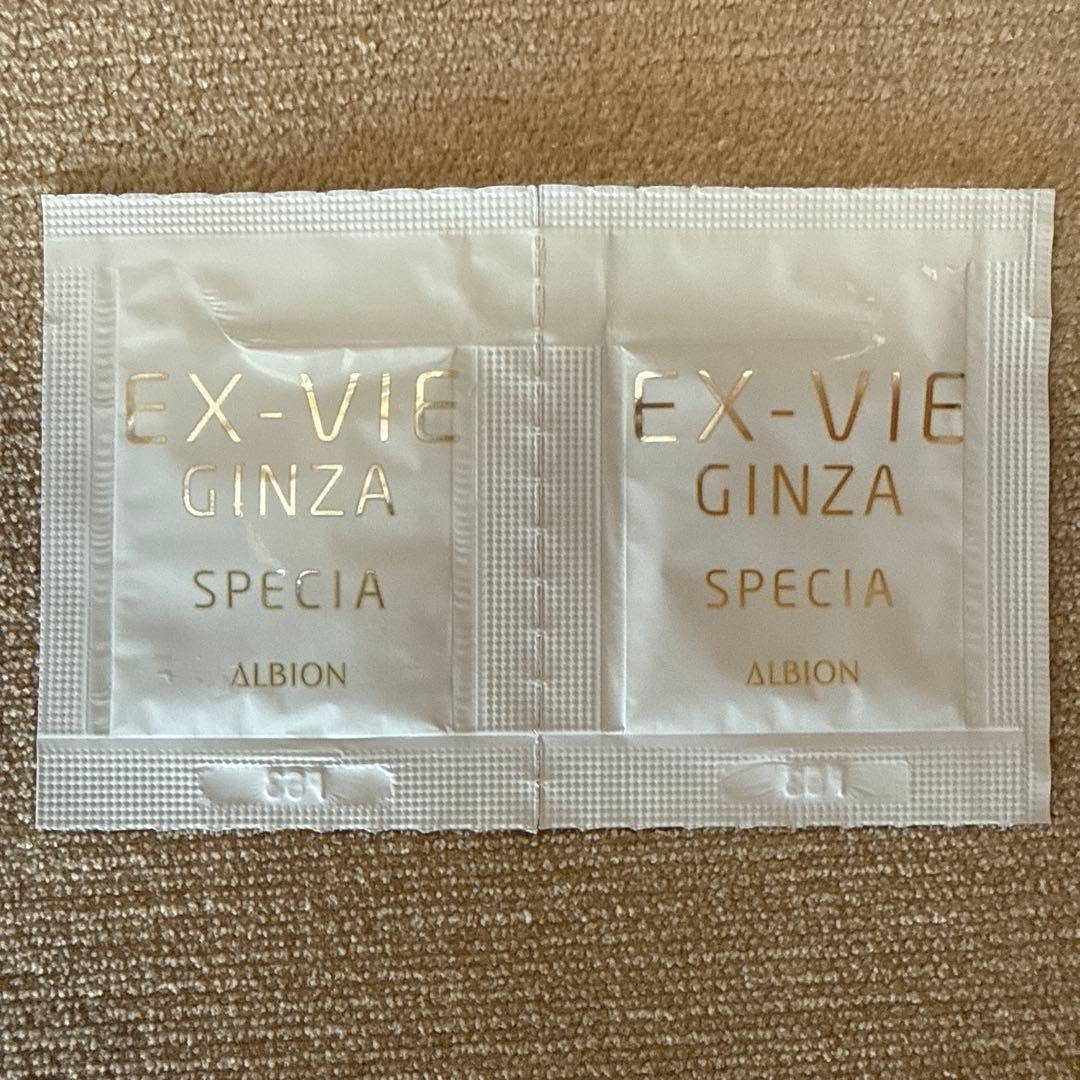 EX-VIE
GINZA
SPECIA
ALBION
EX-VIE
GINZA
SPECIA
ALBION